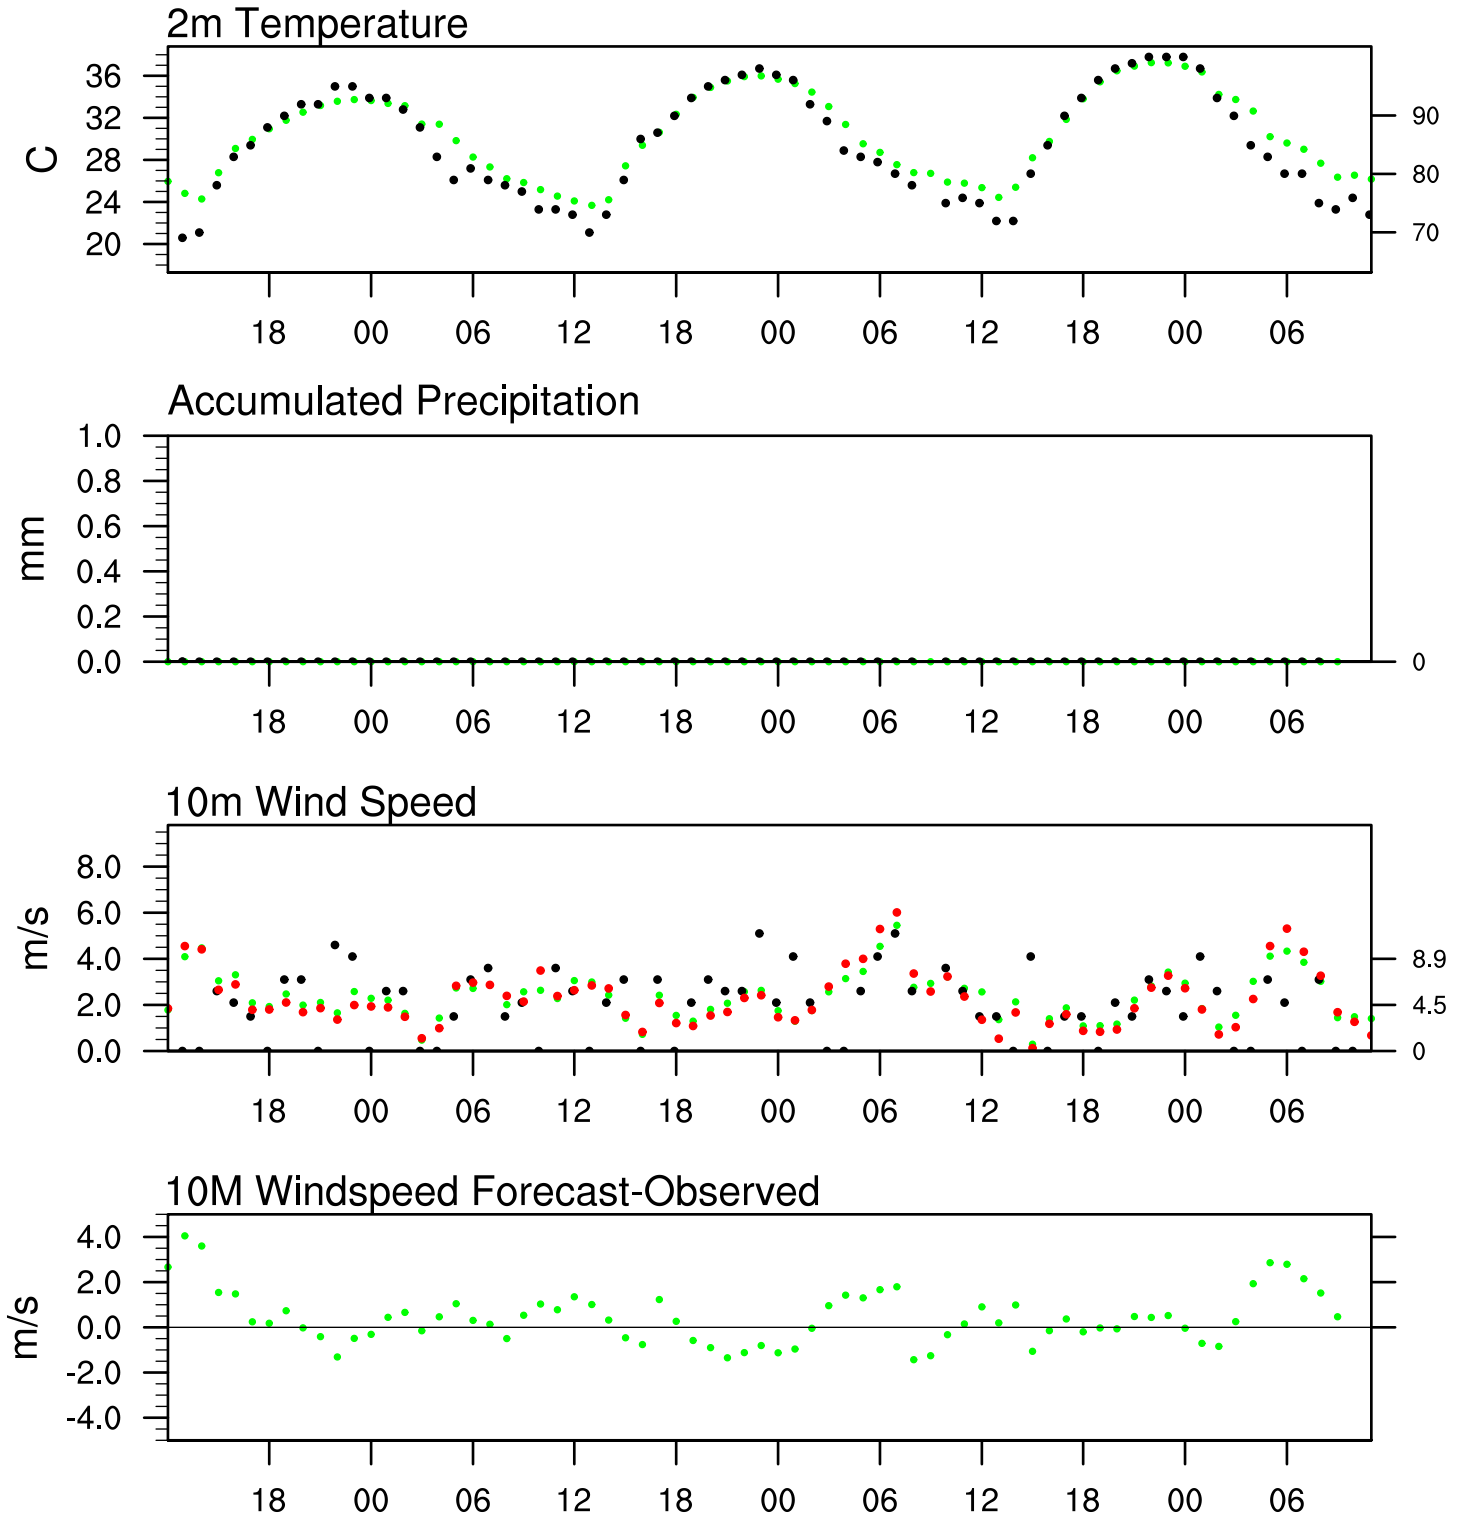 2m Temperature
36
32
28
24
20
C
90
80
70
18 00 06 12 18 00 06 12 18 00 06
Accumulated Precipitation
1.0
0.8
0.6
0.4
0.2
0.0
mm
0
18 00 06 12 18 00 06 12 18 00 06
10m Wind Speed
8.0
6.0
4.0
2.0
0.0
m/s
8.9
4.5
0
18 00 06 12 18 00 06 12 18 00 06
10M Windspeed Forecast-Observed
4.0
2.0
0.0
-2.0
-4.0
m/s
18 00 06 12 18 00 06 12 18 00 06